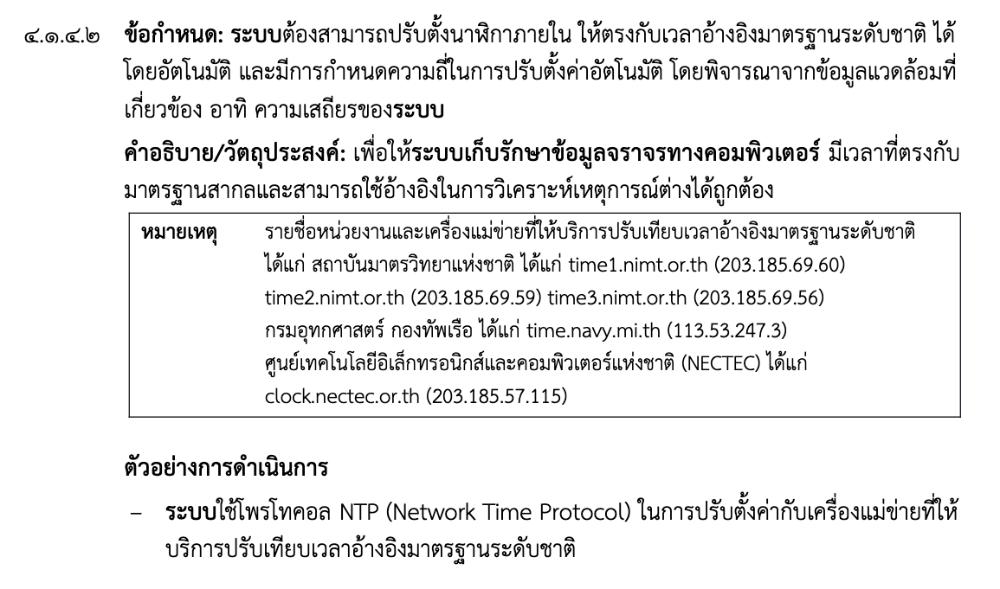 ๔.๑.๔.๒ ข้อกำหนด: ระบบต้องสามารถปรับตั้งนาฬิกาภายใน ให้ตรงกับเวลาอ้างอิงมาตรฐานระดับชาติ ได้
โดยอัตโนมัติ และมีการกำหนดความถี่ในการปรับตั้งค่าอัตโนมัติ โดยพิจารณาจากข้อมูลแวดล้อมที่
เกี่ยวข้อง อาทิ ความเสถียรของระบบ
คำอธิบาย/วัตถุประสงค์: เพื่อให้ระบบเก็บรักษาข้อมูลจราจรทางคอมพิวเตอร์ มีเวลาที่ตรงกับ
มาตรฐานสากลและสามารถใช้อ้างอิงในการวิเคราะห์เหตุการณ์ต่างได้ถูกต้อง
หมายเหตุ รายชื่อหน่วยงานและเครื่องแม่ข่ายที่ให้บริการปรับเทียบเวลาอ้างอิงมาตรฐานระดับชาติ
ได้แก่ สถาบันมาตรวิทยาแห่งชาติ ได้แก่ time1.nimt.or.th (203.185.69.60)
time2.nimt.or.th (203.185.69.59) time3.nimt.or.th (203.185.69.56)
กรมอุทกศาสตร์ กองทัพเรือ ได้แก่ time.navy.mi.th (113.53.247.3)
ศูนย์เทคโนโลยีอิเล็กทรอนิกส์และคอมพิวเตอร์แห่งชาติ (NECTEC) ได้แก่
clock.nectec.or.th (203.185.57.115)
ตัวอย่างการดำเนินการ
– ระบบใช้โพรโทคอล NTP (Network Time Protocol) ในการปรับตั้งค่ากับเครื่องแม่ข่ายที่ให้
บริการปรับเทียบเวลาอ้างอิงมาตรฐานระดับชาติ